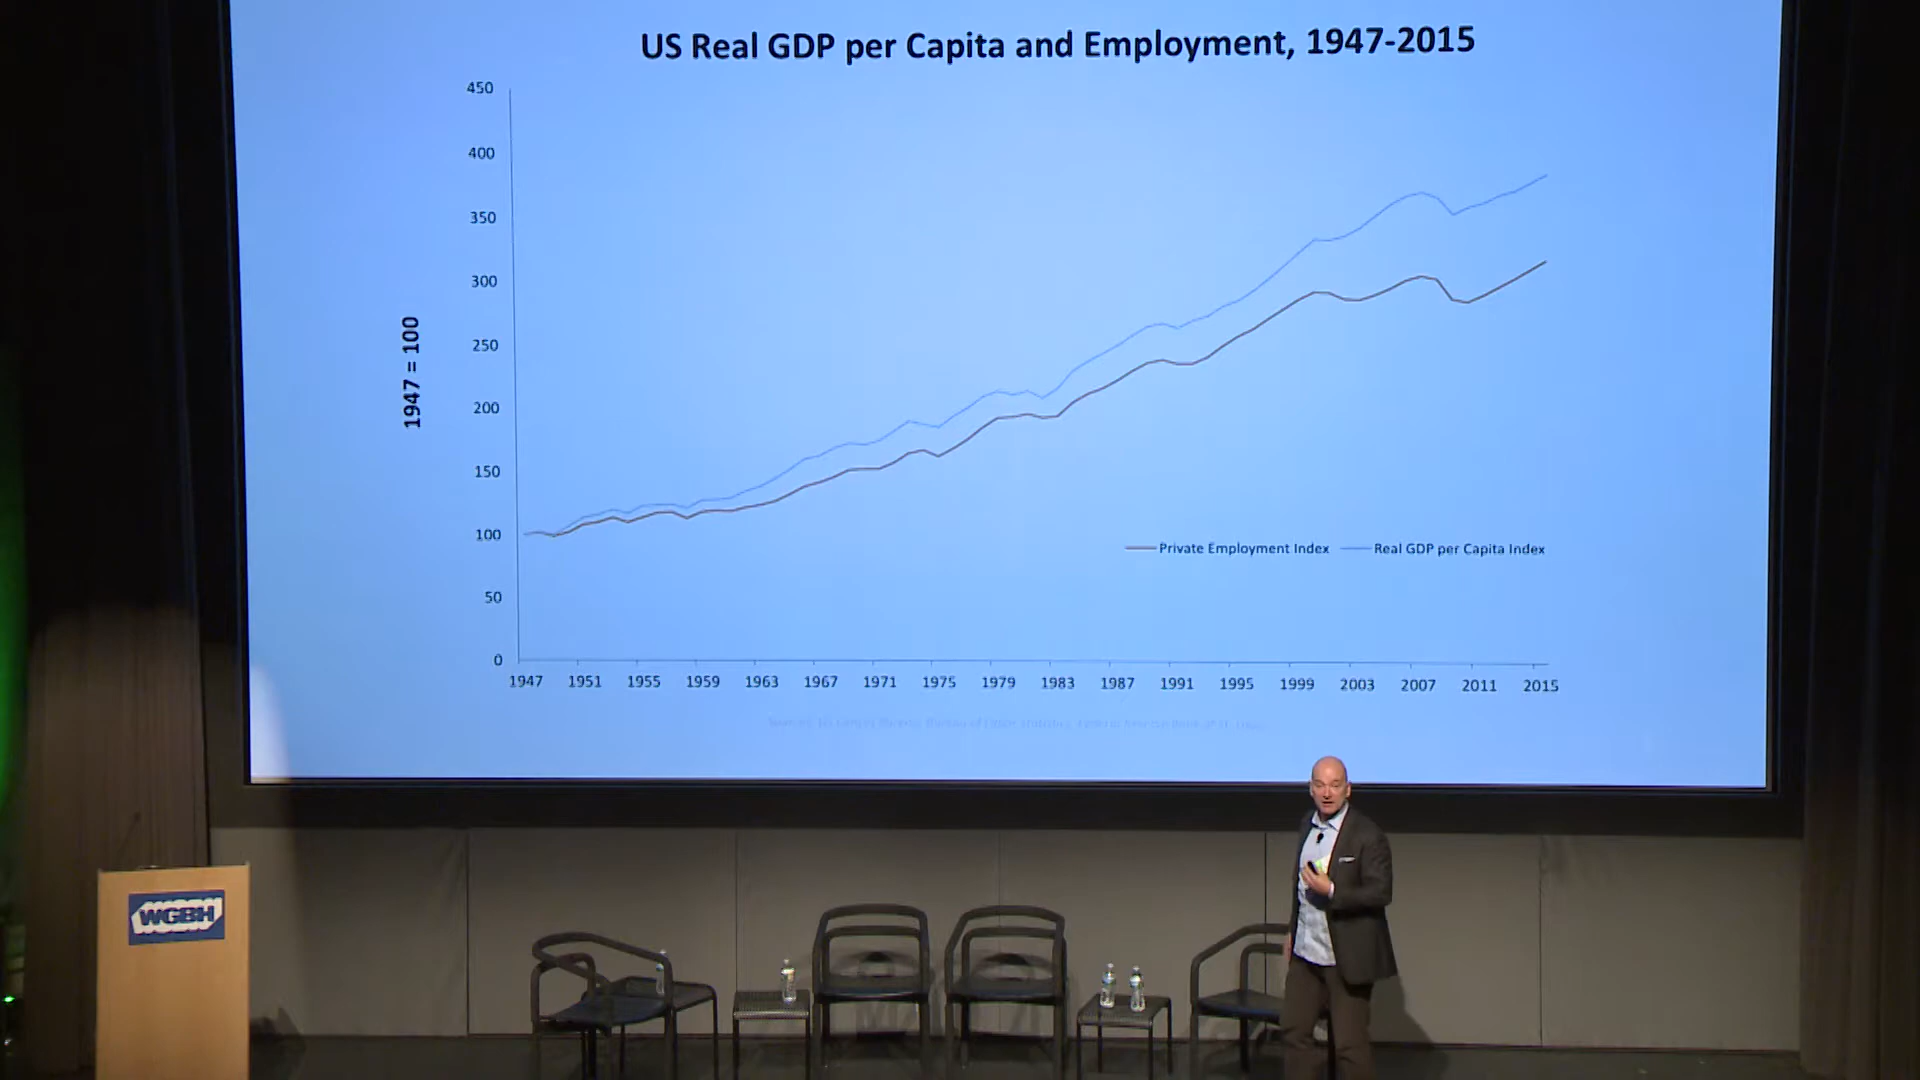 US Real GDP per Capita and Employment, 1947-2015
450
400
350
300
250
200
150
100
50
0
1947 = 100
Private Employment Index Real GDP per Capita Index
1947 1951 1955 1959 1963 1967 1971 1975 1979 1983 1987 1991 1995 1999 2003 2007 2011 2015
WGBH